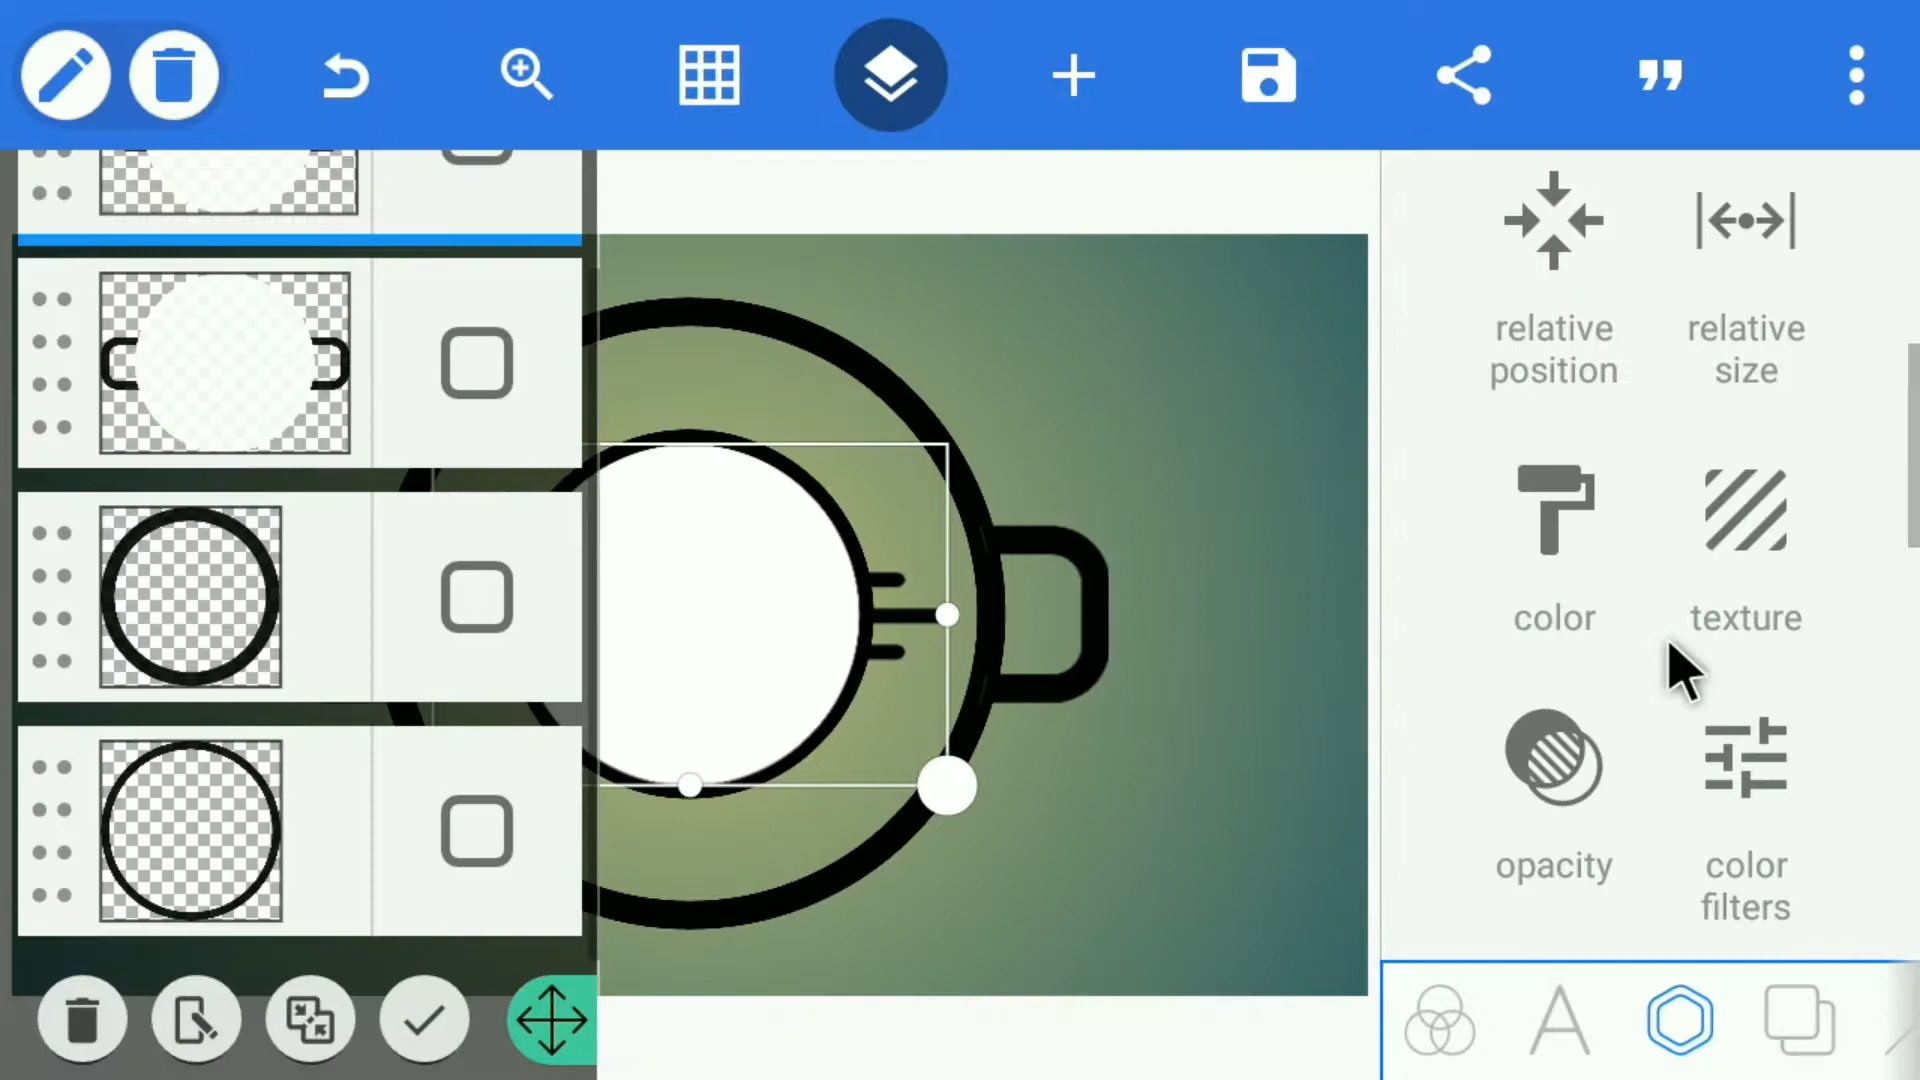 relative
position
relative
size
color
texture
opacity
color
filters